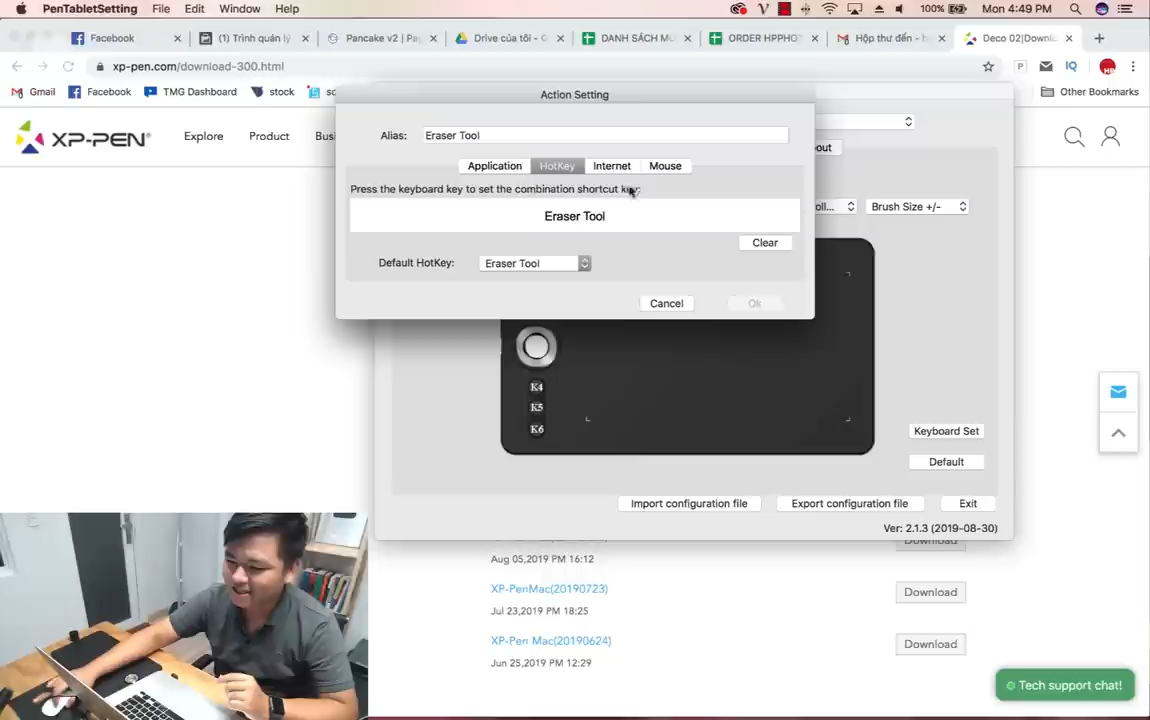 PenTabletSetting File Edit Window Help 100% Mon 4:49 PM
Facebook (1) Trình quản lý Pancake v2 | Drive của tôi - G DANH SÁCH ORDER HPPHO Hộp thư đến - Deco 02|Downl
xp-pen.com/download-300.html
Gmail Facebook TMG Dashboard stock Other Bookmarks
Action Setting
XP-PEN Explore Product Busi
Alias: Eraser Tool
out
Application HotKey Internet Mouse
Press the keyboard key to set the combination shortcut key:
oll... Brush Size +/-
Eraser Tool
Clear
Default HotKey: Eraser Tool
Cancel Ok
K4
K5
K6
Keyboard Set
Default
Import configuration file Export configuration file Exit
Ver: 2.1.3 (2019-08-30)
Download
Aug 05,2019 PM 16:12
XP-PenMac(20190723) Download
Jul 23,2019 PM 18:25
XP-Pen Mac(20190624) Download
Jun 25,2019 PM 12:29
Tech support chat!